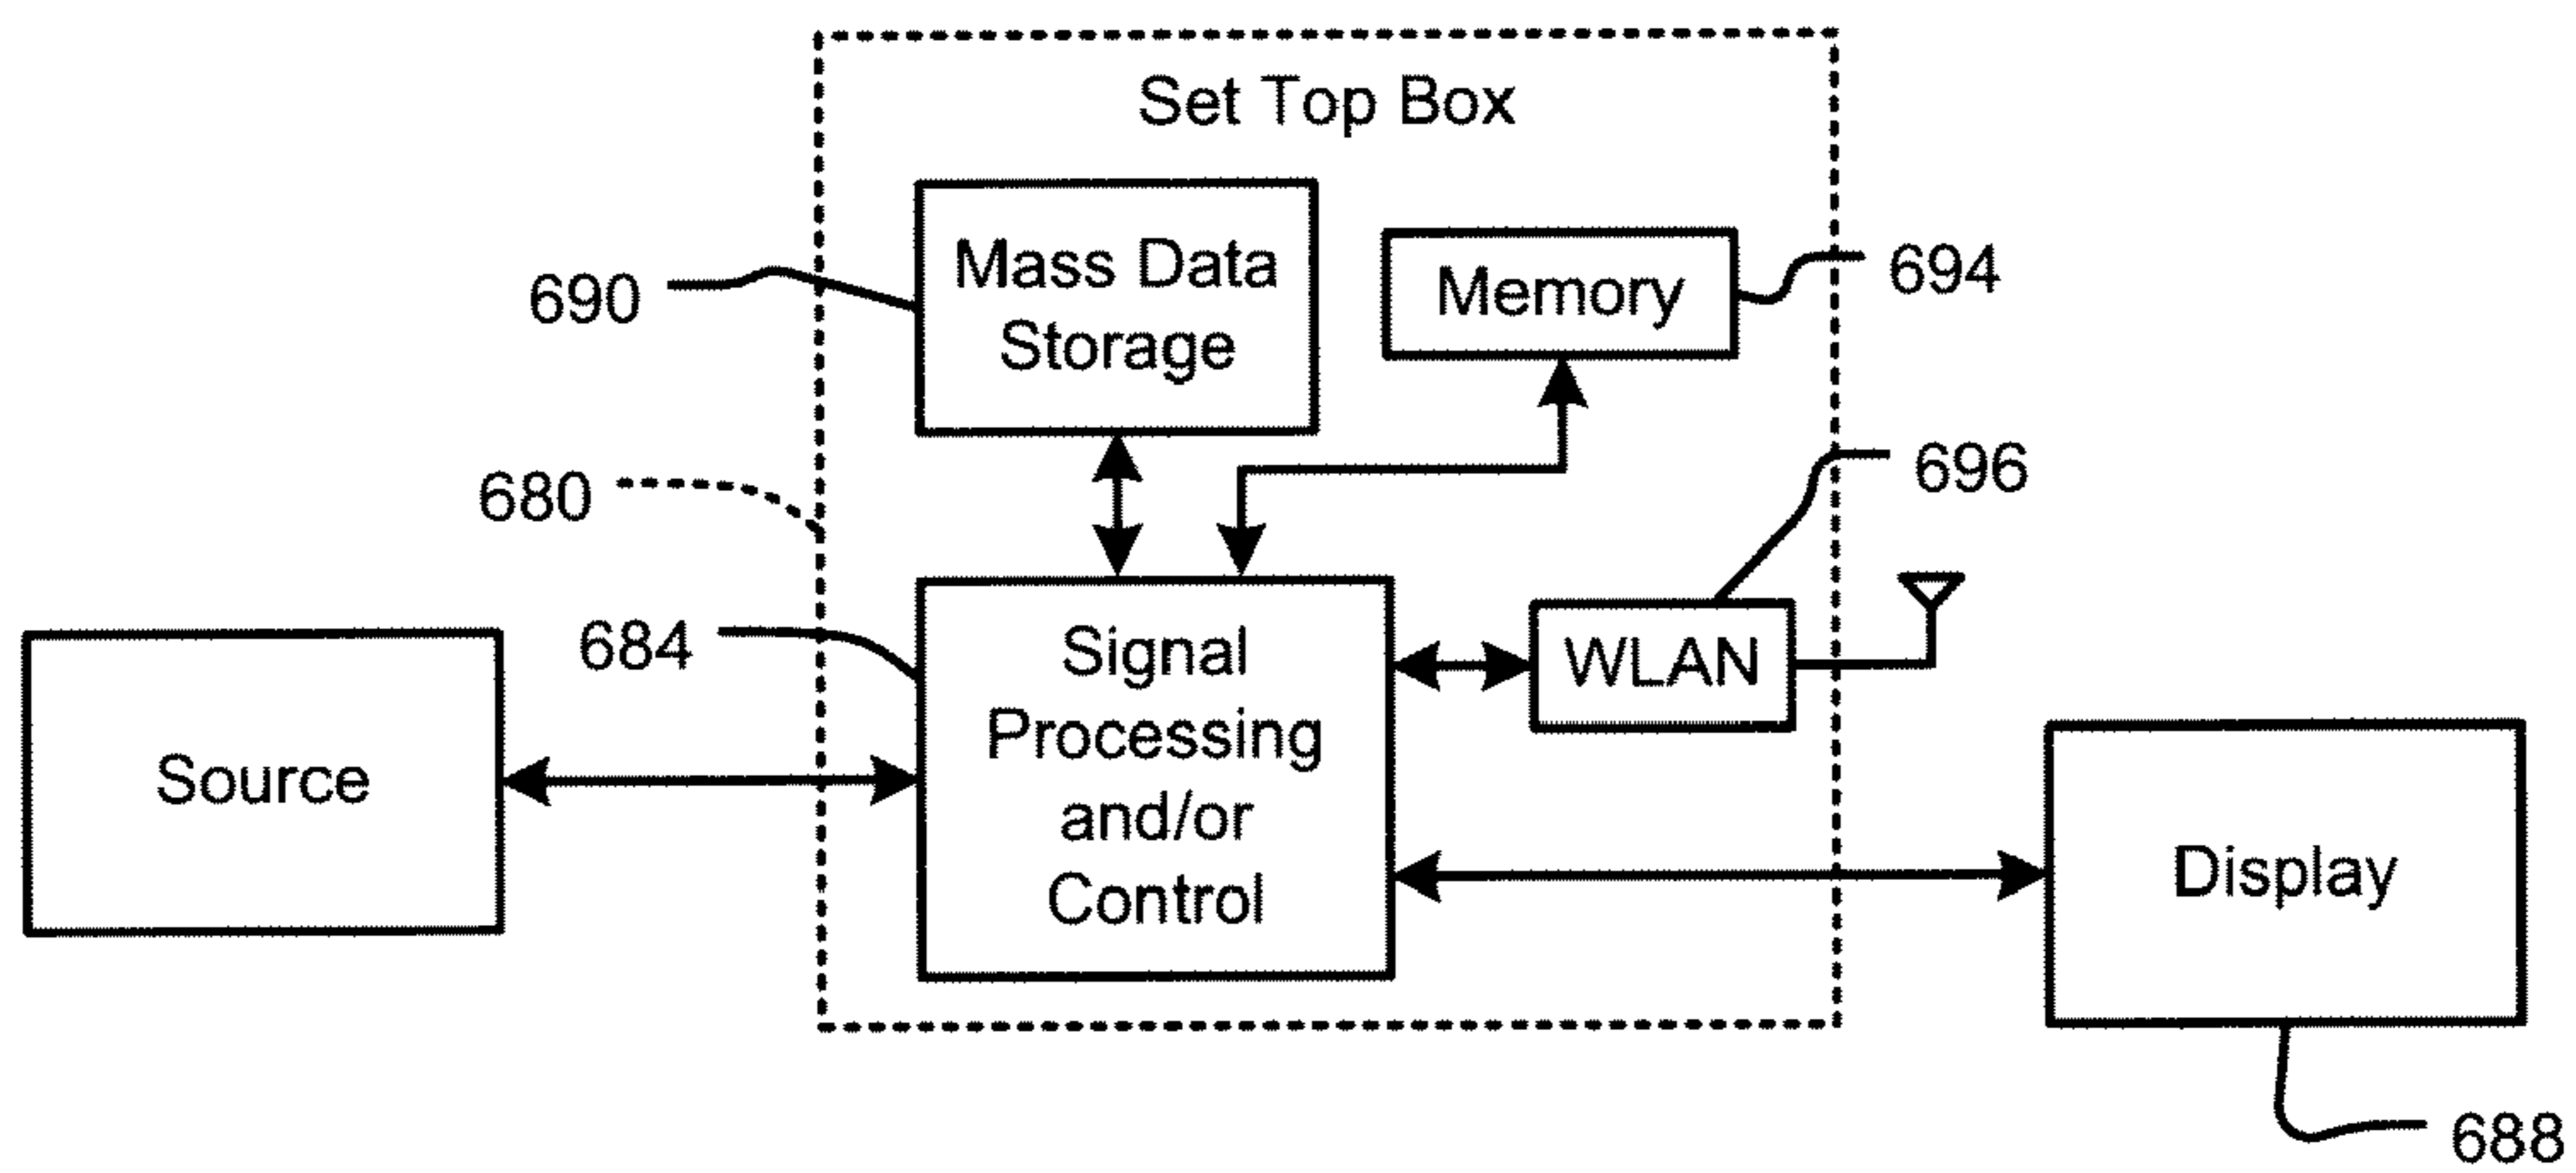 Set Top Box
Mass Data
Storage
Memory
690
694
680
696
684
Signal
Processing
and/or
Control
WLAN
Source
Display
688